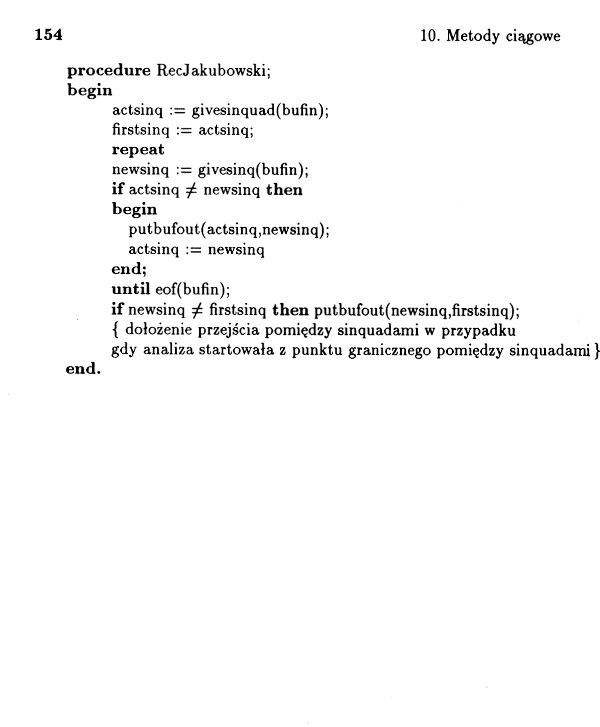 154 10. Metody ciągowe
procedure RecJakubowski;
begin
actsinq := givesinquad(bufin);
firstsinq := actsinq;
repeat
newsinq := givesinq(bufin);
if actsinq ≠ newsinq then
begin
putbufout(actsinq,newsinq);
actsinq := newsinq
end;
until eof(bufin);
if newsinq ≠ firstsinq then putbufout(newsinq,firstsinq);
{ dołożenie przejścia pomiędzy sinquadami w przypadku
gdy analiza startowała z punktu granicznego pomiędzy sinquadami }
end.